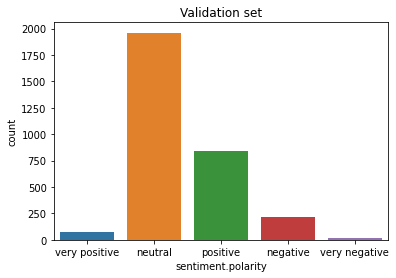 Validation set
2000
1750
1500
1250
1000
750
500
250
0
count
very positive neutral positive negative very negative
sentiment.polarity